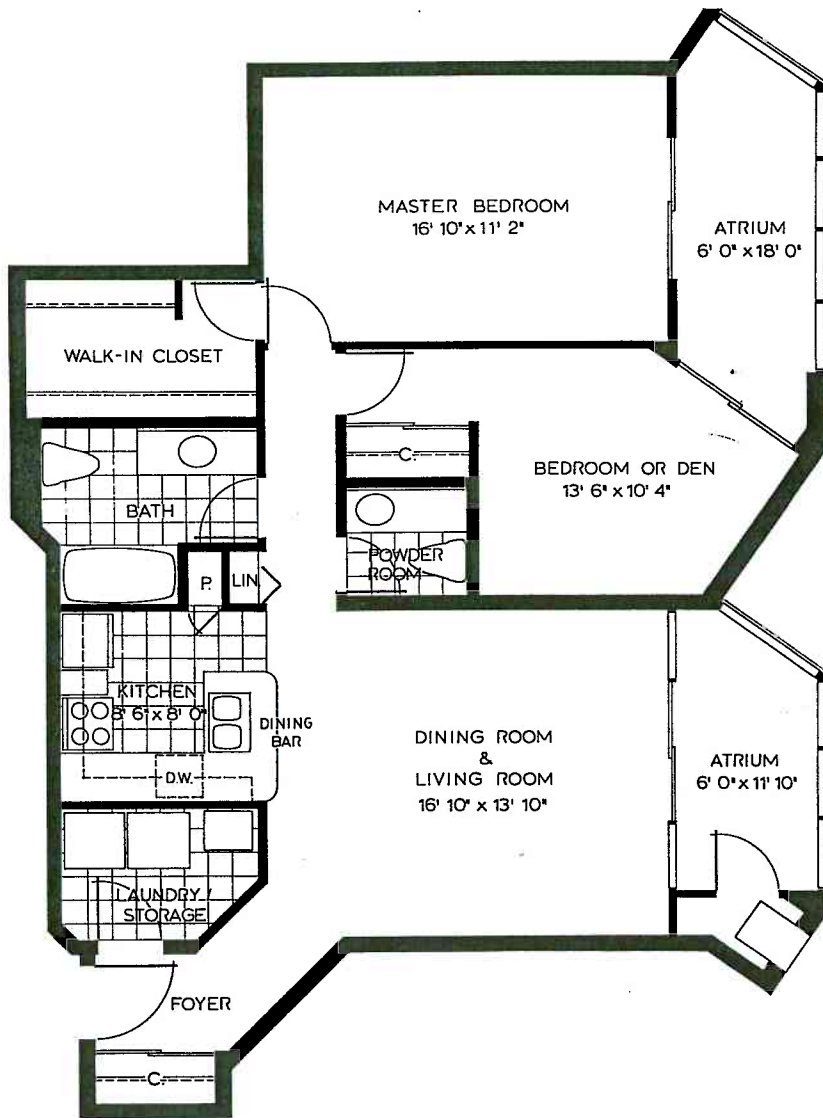 MASTER BEDROOM
16' 10" x 11' 2"
ATRIUM
6' 0" x 18' 0"
WALK-IN CLOSET
C.
BEDROOM OR DEN
13' 6" x 10' 4"
BATH
POWDER
ROOM
P.
LIN.
KITCHEN
8' 6" x 8' 0"
DINING
BAR
D.W.
DINING ROOM
&
LIVING ROOM
16' 10" x 13' 10"
ATRIUM
6' 0" x 11' 10"
LAUNDRY /
STORAGE
FOYER
C.